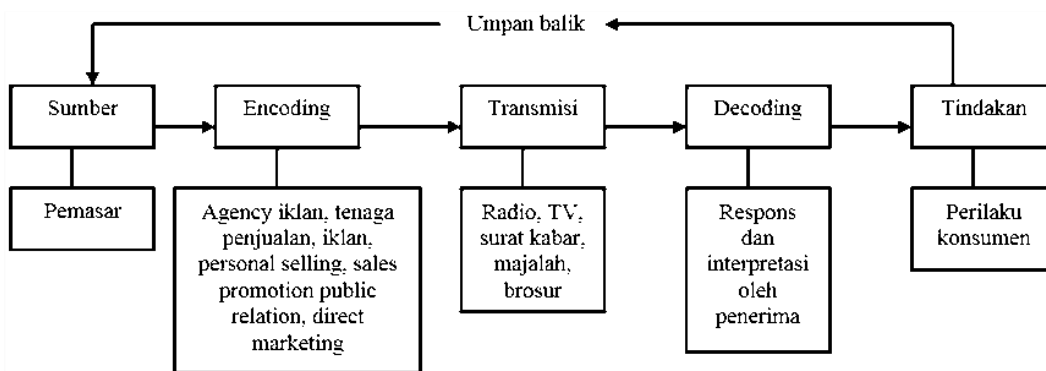 Umpan balik
Sumber
Encoding
Transmisi
Decoding
Tindakan
Pemasar
Agency iklan, tenaga
penjualan, iklan,
personal selling, sales
promotion public
relation, direct
marketing
Radio, TV,
surat kabar,
majalah,
brosur
Respons
dan
interpretasi
oleh
penerima
Perilaku
konsumen